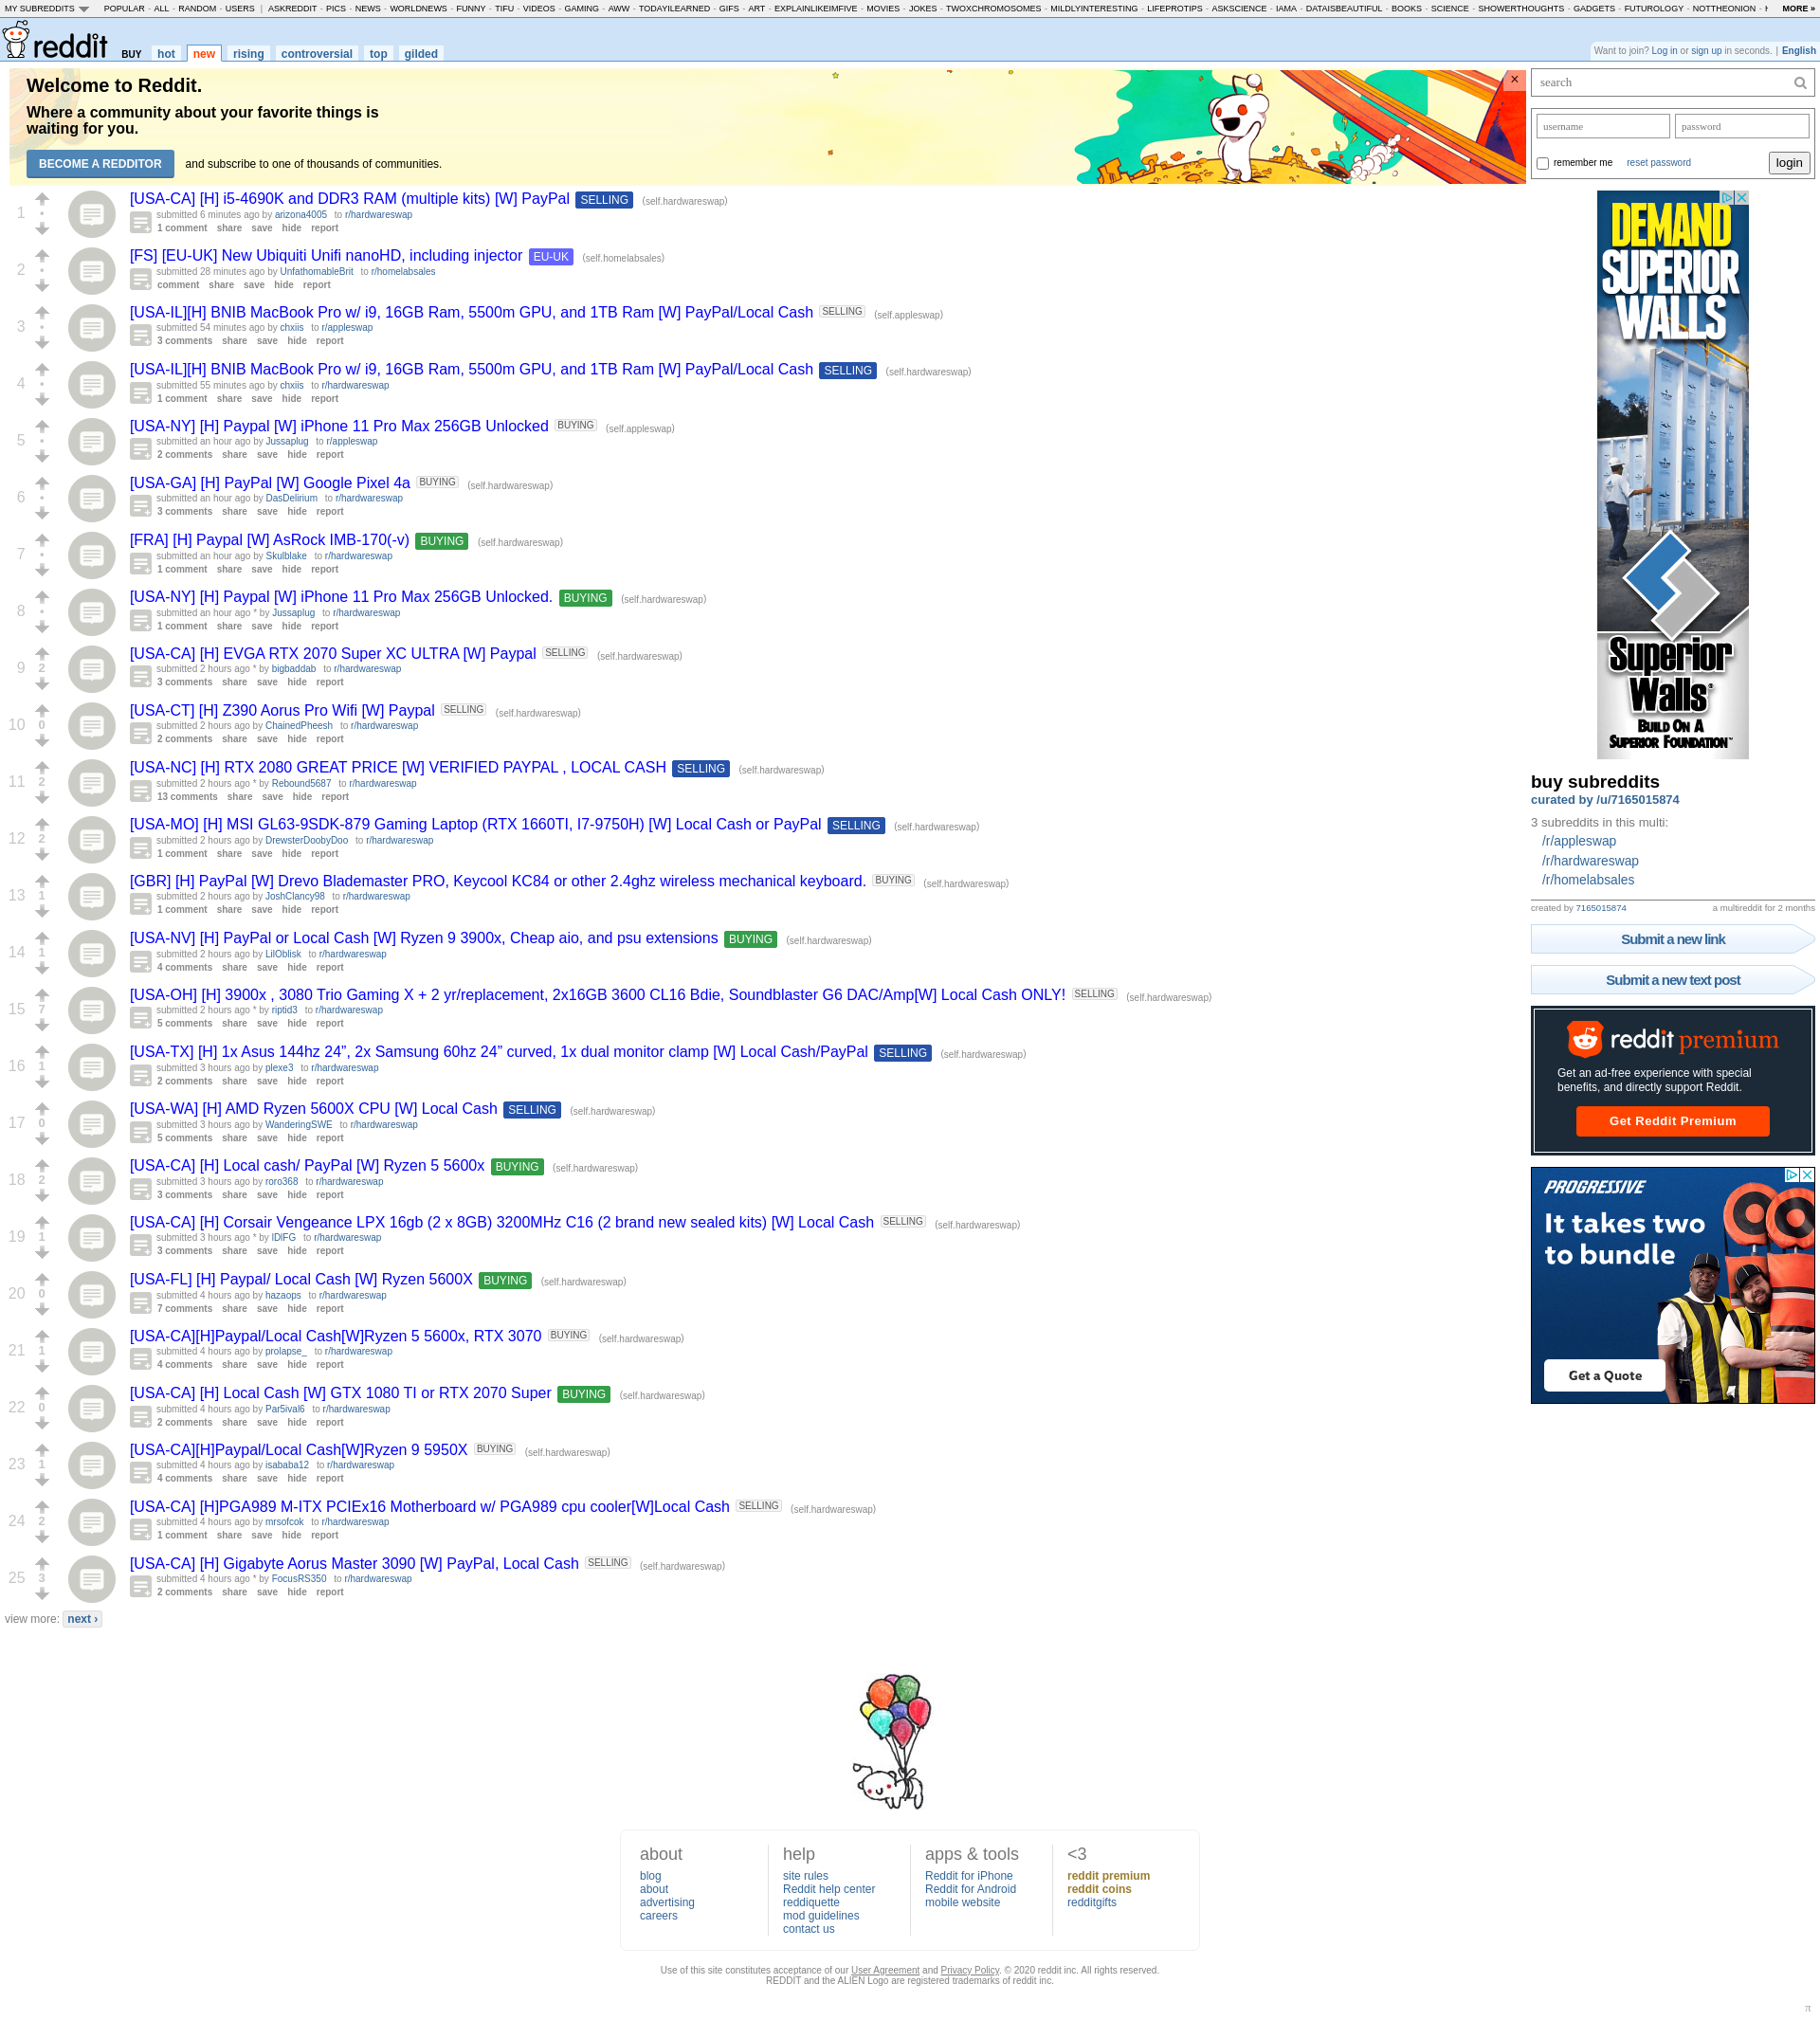 MY SUBREDDITS POPULAR - ALL - RANDOM - USERS | ASKREDDIT - PICS - NEWS - WORLDNEWS - FUNNY - TIFU - VIDEOS - GAMING - AWW - TODAYILEARNED - GIFS - ART - EXPLAINLIKEIMFIVE - MOVIES - JOKES - TWOXCHROMOSOMES - MILDLYINTERESTING - LIFEPROTIPS - ASKSCIENCE - IAMA - DATAISBEAUTIFUL - BOOKS - SCIENCE - SHOWERTHOUGHTS - GADGETS - FUTUROLOGY - NOTTHEONION - MORE »
reddit BUY hot new rising controversial top gilded
Want to join? Log in or sign up in seconds. | English
Welcome to Reddit.
Where a community about your favorite things is
waiting for you.
BECOME A REDDITOR and subscribe to one of thousands of communities.
×
1
[USA-CA] [H] i5-4690K and DDR3 RAM (multiple kits) [W] PayPal SELLING (self.hardwareswap)
submitted 6 minutes ago by arizona4005 to r/hardwareswap
1 comment share save hide report
2
[FS] [EU-UK] New Ubiquiti Unifi nanoHD, including injector EU-UK (self.homelabsales)
submitted 28 minutes ago by UnfathomableBrit to r/homelabsales
comment share save hide report
3
[USA-IL][H] BNIB MacBook Pro w/ i9, 16GB Ram, 5500m GPU, and 1TB Ram [W] PayPal/Local Cash SELLING (self.appleswap)
submitted 54 minutes ago by chxiis to r/appleswap
3 comments share save hide report
4
[USA-IL][H] BNIB MacBook Pro w/ i9, 16GB Ram, 5500m GPU, and 1TB Ram [W] PayPal/Local Cash SELLING (self.hardwareswap)
submitted 55 minutes ago by chxiis to r/hardwareswap
1 comment share save hide report
5
[USA-NY] [H] Paypal [W] iPhone 11 Pro Max 256GB Unlocked BUYING (self.appleswap)
submitted an hour ago by Jussaplug to r/appleswap
2 comments share save hide report
6
[USA-GA] [H] PayPal [W] Google Pixel 4a BUYING (self.hardwareswap)
submitted an hour ago by DasDelirium to r/hardwareswap
3 comments share save hide report
7
[FRA] [H] Paypal [W] AsRock IMB-170(-v) BUYING (self.hardwareswap)
submitted an hour ago by Skulblake to r/hardwareswap
1 comment share save hide report
8
[USA-NY] [H] Paypal [W] iPhone 11 Pro Max 256GB Unlocked. BUYING (self.hardwareswap)
submitted an hour ago * by Jussaplug to r/hardwareswap
1 comment share save hide report
9 2
[USA-CA] [H] EVGA RTX 2070 Super XC ULTRA [W] Paypal SELLING (self.hardwareswap)
submitted 2 hours ago * by bigbaddab to r/hardwareswap
3 comments share save hide report
10 0
[USA-CT] [H] Z390 Aorus Pro Wifi [W] Paypal SELLING (self.hardwareswap)
submitted 2 hours ago by ChainedPheesh to r/hardwareswap
2 comments share save hide report
11 2
[USA-NC] [H] RTX 2080 GREAT PRICE [W] VERIFIED PAYPAL , LOCAL CASH SELLING (self.hardwareswap)
submitted 2 hours ago * by Rebound5687 to r/hardwareswap
13 comments share save hide report
12 2
[USA-MO] [H] MSI GL63-9SDK-879 Gaming Laptop (RTX 1660TI, I7-9750H) [W] Local Cash or PayPal SELLING (self.hardwareswap)
submitted 2 hours ago by DrewsterDoobyDoo to r/hardwareswap
1 comment share save hide report
13 1
[GBR] [H] PayPal [W] Drevo Blademaster PRO, Keycool KC84 or other 2.4ghz wireless mechanical keyboard. BUYING (self.hardwareswap)
submitted 2 hours ago by JoshClancy98 to r/hardwareswap
1 comment share save hide report
14 1
[USA-NV] [H] PayPal or Local Cash [W] Ryzen 9 3900x, Cheap aio, and psu extensions BUYING (self.hardwareswap)
submitted 2 hours ago by LilOblisk to r/hardwareswap
4 comments share save hide report
15 7
[USA-OH] [H] 3900x , 3080 Trio Gaming X + 2 yr/replacement, 2x16GB 3600 CL16 Bdie, Soundblaster G6 DAC/Amp[W] Local Cash ONLY! SELLING (self.hardwareswap)
submitted 2 hours ago * by riptid3 to r/hardwareswap
5 comments share save hide report
16 1
[USA-TX] [H] 1x Asus 144hz 24”, 2x Samsung 60hz 24” curved, 1x dual monitor clamp [W] Local Cash/PayPal SELLING (self.hardwareswap)
submitted 3 hours ago by plexe3 to r/hardwareswap
2 comments share save hide report
17 0
[USA-WA] [H] AMD Ryzen 5600X CPU [W] Local Cash SELLING (self.hardwareswap)
submitted 3 hours ago by WanderingSWE to r/hardwareswap
5 comments share save hide report
18 2
[USA-CA] [H] Local cash/ PayPal [W] Ryzen 5 5600x BUYING (self.hardwareswap)
submitted 3 hours ago by roro368 to r/hardwareswap
3 comments share save hide report
19 1
[USA-CA] [H] Corsair Vengeance LPX 16gb (2 x 8GB) 3200MHz C16 (2 brand new sealed kits) [W] Local Cash SELLING (self.hardwareswap)
submitted 3 hours ago * by to r/hardwareswap
3 comments share save hide report
20 0
[USA-FL] [H] Paypal/ Local Cash [W] Ryzen 5600X BUYING (self.hardwareswap)
submitted 4 hours ago by hazaops to r/hardwareswap
7 comments share save hide report
21 1
[USA-CA][H]Paypal/Local Cash[W]Ryzen 5 5600x, RTX 3070 BUYING (self.hardwareswap)
submitted 4 hours ago by prolapse_ to r/hardwareswap
4 comments share save hide report
22 0
[USA-CA] [H] Local Cash [W] GTX 1080 TI or RTX 2070 Super BUYING (self.hardwareswap)
submitted 4 hours ago by Par5ival6 to r/hardwareswap
2 comments share save hide report
23 1
[USA-CA][H]Paypal/Local Cash[W]Ryzen 9 5950X BUYING (self.hardwareswap)
submitted 4 hours ago by isababa12 to r/hardwareswap
4 comments share save hide report
24 2
[USA-CA] [H]PGA989 M-ITX PCIEx16 Motherboard w/ PGA989 cpu cooler[W]Local Cash SELLING (self.hardwareswap)
submitted 4 hours ago by mrsofcok to r/hardwareswap
1 comment share save hide report
25 3
[USA-CA] [H] Gigabyte Aorus Master 3090 [W] PayPal, Local Cash SELLING (self.hardwareswap)
submitted 4 hours ago * by FocusRS350 to r/hardwareswap
2 comments share save hide report
view more: next ›
search
username password
remember me reset password login
DEMAND
SUPERIOR
WALLS
Superior
Walls®
BUILD ON A
SUPERIOR FOUNDATION™
buy subreddits
curated by /u/7165015874
3 subreddits in this multi:
/r/appleswap
/r/hardwareswap
/r/homelabsales
created by 7165015874 a multireddit for 2 months
Submit a new link
Submit a new text post
reddit premium
Get an ad-free experience with special
benefits, and directly support Reddit.
Get Reddit Premium
PROGRESSIVE
It takes two
to bundle
Get a Quote
about
blog
about
advertising
careers
help
site rules
Reddit help center
reddiquette
mod guidelines
contact us
apps & tools
Reddit for iPhone
Reddit for Android
mobile website
<3
reddit premium
reddit coins
redditgifts
Use of this site constitutes acceptance of our User Agreement and Privacy Policy. © 2020 reddit inc. All rights reserved.
REDDIT and the ALIEN Logo are registered trademarks of reddit inc.
π